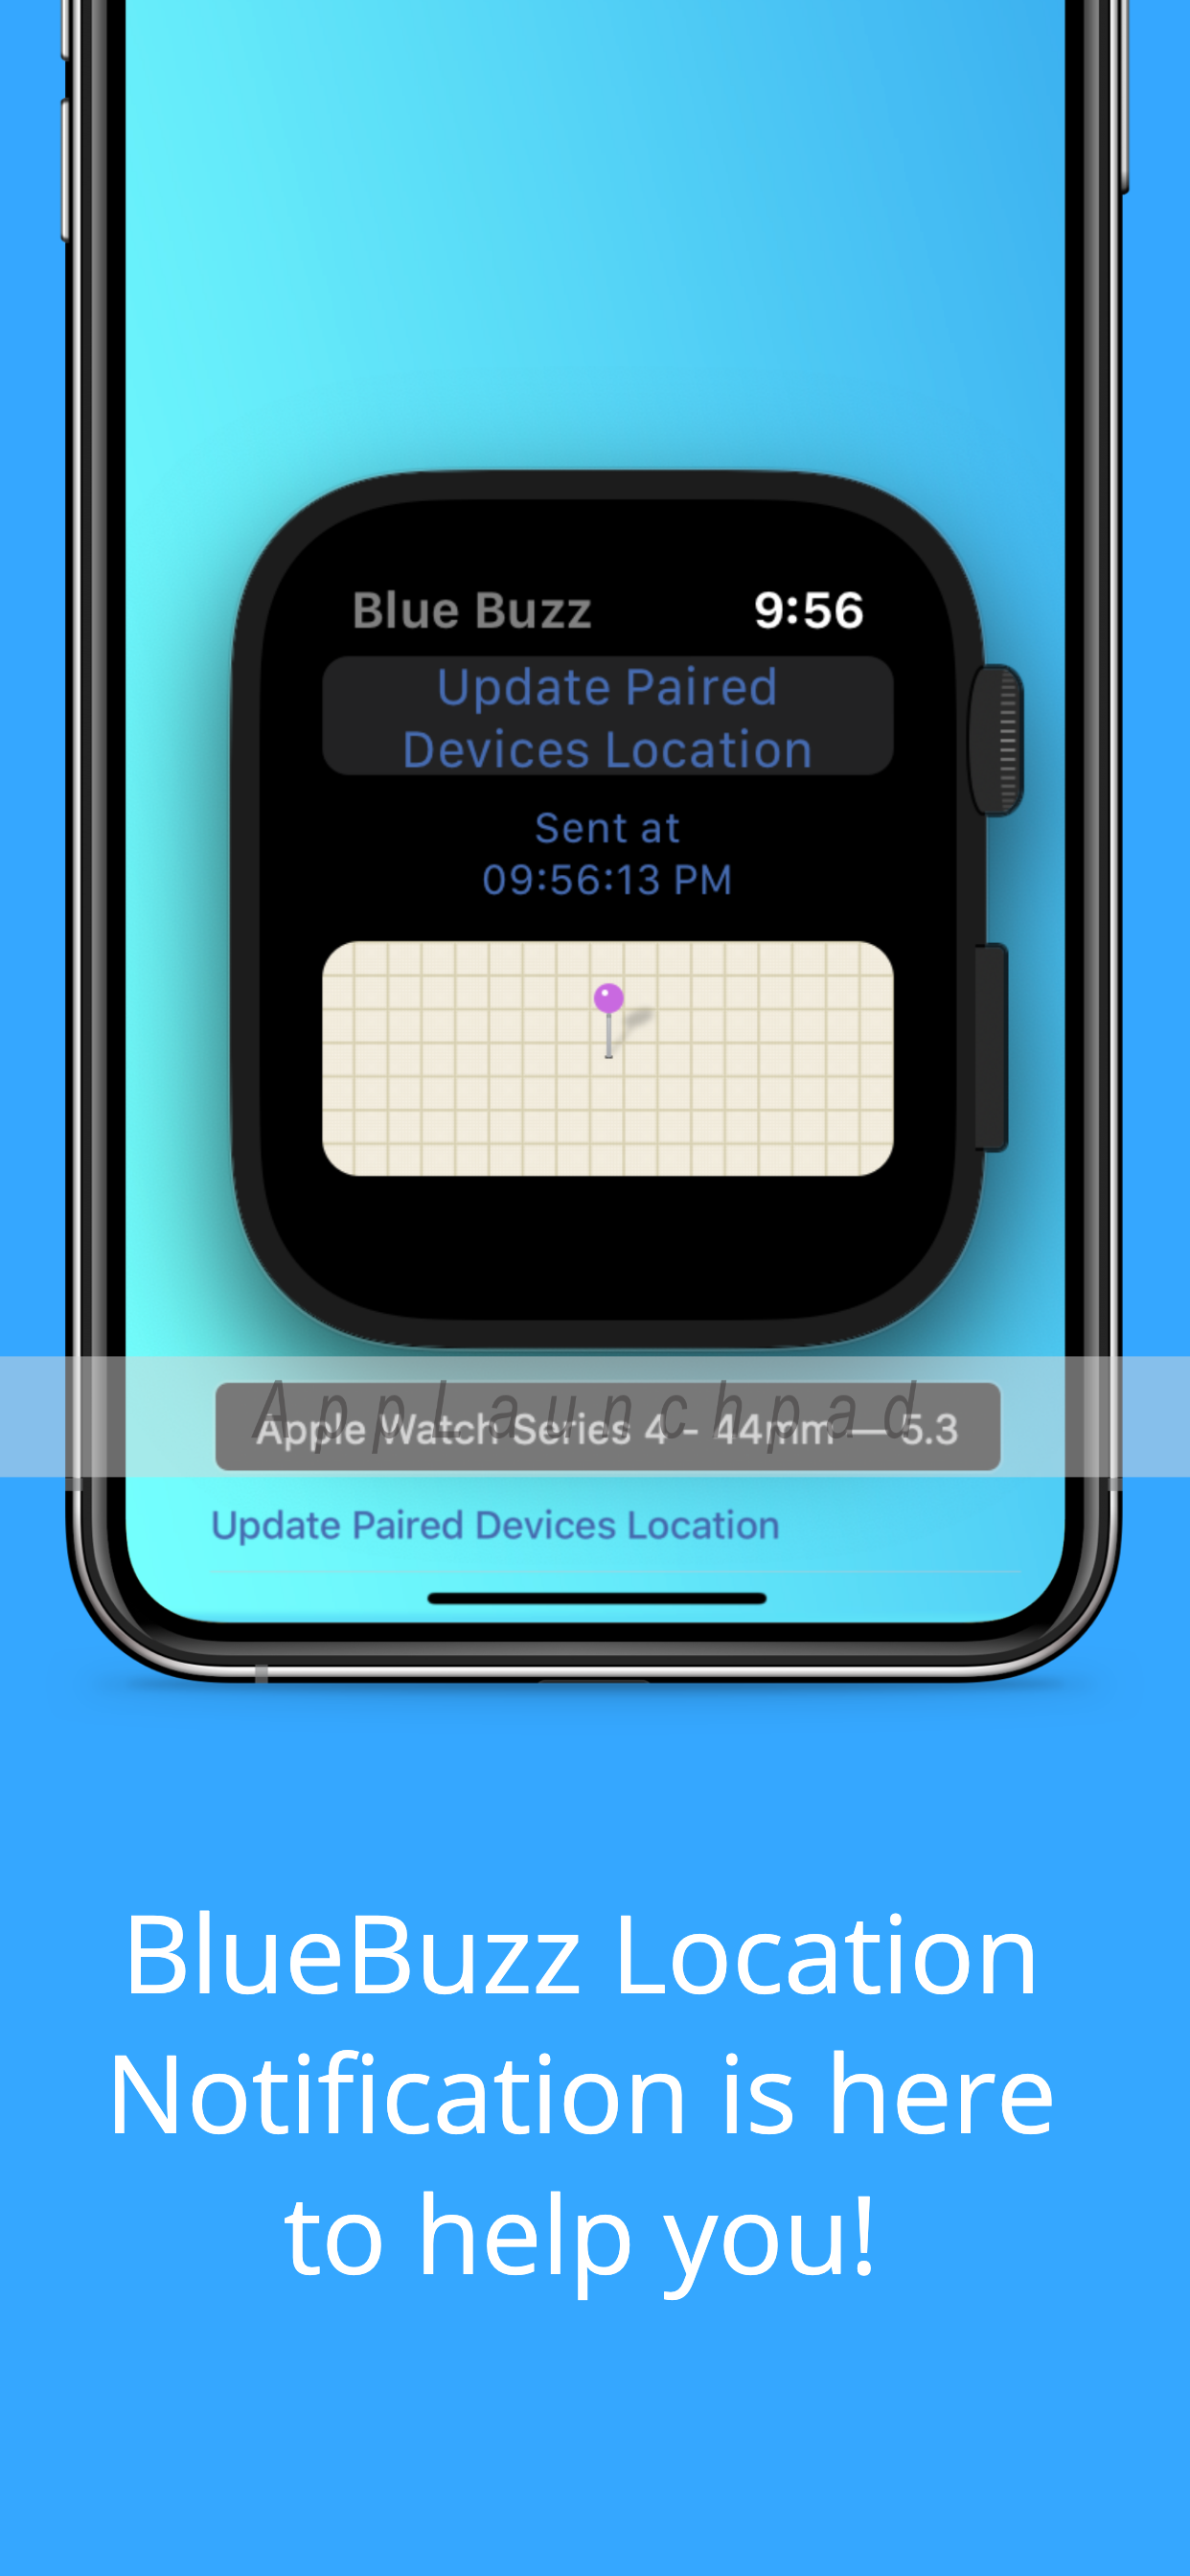 Blue Buzz 9:56
Update Paired
Devices Location
Sent at
09:56:13 PM
AppLaunchpad
Apple Watch Series 4 - 44mm — 5.3
Update Paired Devices Location
BlueBuzz Location
Notification is here
to help you!